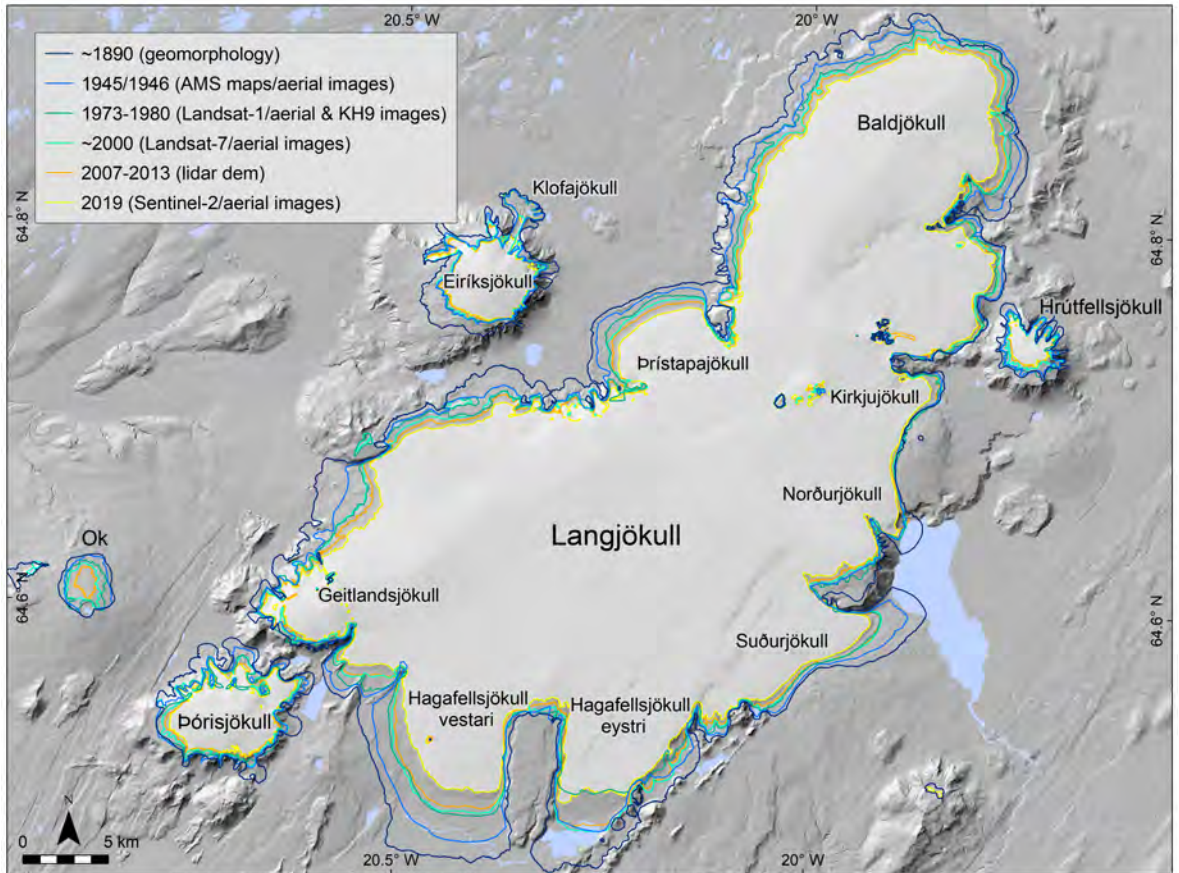 20.5° W
20° W
~1890 (geomorphology)
1945/1946 (AMS maps/aerial images)
1973-1980 (Landsat-1/aerial & KH9 images)
~2000 (Landsat-7/aerial images)
2007-2013 (lidar dem)
2019 (Sentinel-2/aerial images)
Baldjökull
Klofajökull
64.8° N
64.8° N
Eiríksjökull
Hrútfellsjökull
Þrístapajökull
Kirkjujökull
Norðurjökull
Langjökull
Ok
64.6° N
Geitlandsjökull
64.6° N
Suðurjökull
Hagafellsjökull
vestari
Hagafellsjökull
eystri
Þórisjökull
N
0
5 km
20.5° W
20° W